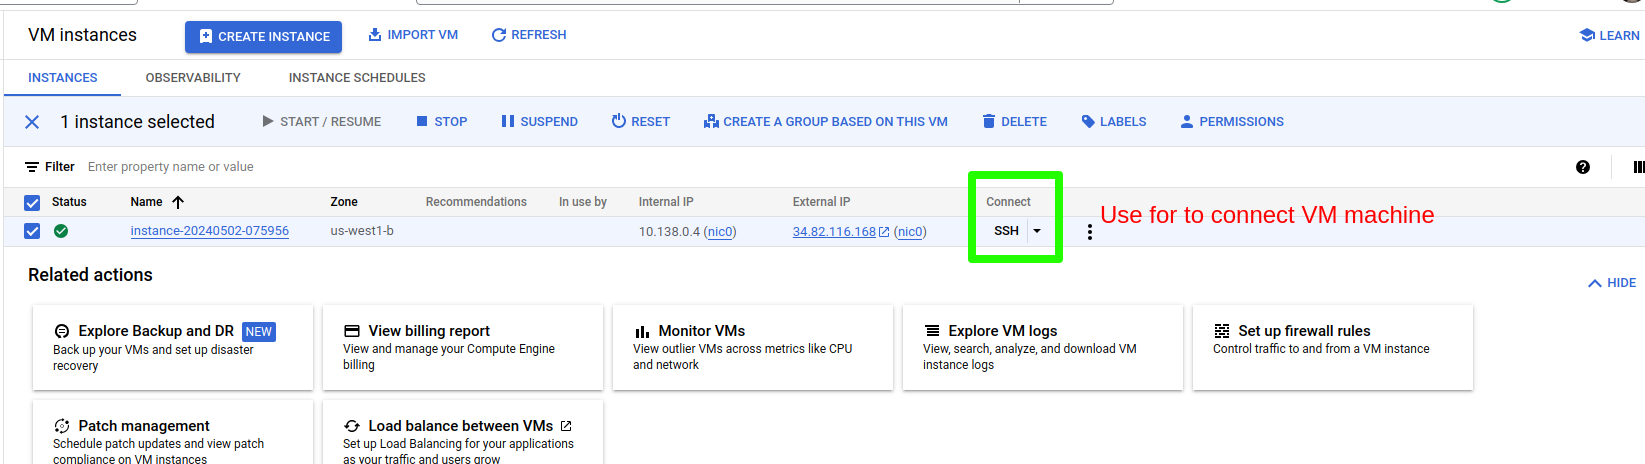 VM instances CREATE INSTANCE IMPORT VM REFRESH LEARN
INSTANCES OBSERVABILITY INSTANCE SCHEDULES
1 instance selected START / RESUME STOP SUSPEND RESET CREATE A GROUP BASED ON THIS VM DELETE LABELS PERMISSIONS
Filter Enter property name or value
Status Name Zone Recommendations In use by Internal IP External IP Connect
Use for to connect VM machine
instance-20240502-075956 us-west1-b 10.138.0.4 (nic0) 34.82.116.168 (nic0) SSH
Related actions
HIDE
Explore Backup and DR NEW
Back up your VMs and set up disaster
recovery
View billing report
View and manage your Compute Engine
billing
Monitor VMs
View outlier VMs across metrics like CPU
and network
Explore VM logs
View, search, analyze, and download VM
instance logs
Set up firewall rules
Control traffic to and from a VM instance
Patch management
Schedule patch updates and view patch
compliance on VM instances
Load balance between VMs
Set up Load Balancing for your applications
as your traffic and users grow